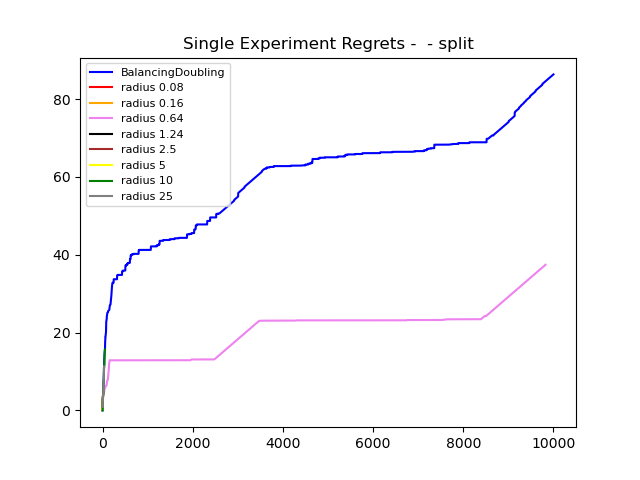 Single Experiment Regrets -  - split
BalancingDoubling
radius 0.08
radius 0.16
radius 0.64
radius 1.24
radius 2.5
radius 5
radius 10
radius 25
80
60
40
20
0
0 2000 4000 6000 8000 10000